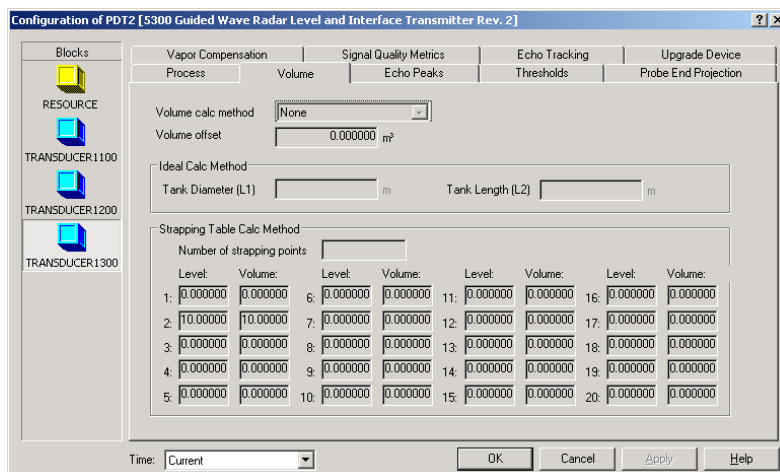 Configuration of PDT2 [5300 Guided Wave Radar Level and Interface Transmitter Rev. 2]
? x
Blocks
RESOURCE
TRANSDUCER1100
TRANSDUCER1200
TRANSDUCER1300
Vapor Compensation Signal Quality Metrics Echo Tracking Upgrade Device
Process Volume Echo Peaks Thresholds Probe End Projection
Volume calc method None
Volume offset 0.000000 m³
Ideal Calc Method
Tank Diameter (L1) m Tank Length (L2) m
Strapping Table Calc Method
Number of strapping points
Level: Volume: Level: Volume: Level: Volume: Level: Volume:
1: 0.000000 0.000000 6: 0.000000 0.000000 11: 0.000000 0.000000 16: 0.000000 0.000000
2: 10.00000 10.00000 7: 0.000000 0.000000 12: 0.000000 0.000000 17: 0.000000 0.000000
3: 0.000000 0.000000 8: 0.000000 0.000000 13: 0.000000 0.000000 18: 0.000000 0.000000
4: 0.000000 0.000000 9: 0.000000 0.000000 14: 0.000000 0.000000 19: 0.000000 0.000000
5: 0.000000 0.000000 10: 0.000000 0.000000 15: 0.000000 0.000000 20: 0.000000 0.000000
Time: Current OK Cancel Apply Help